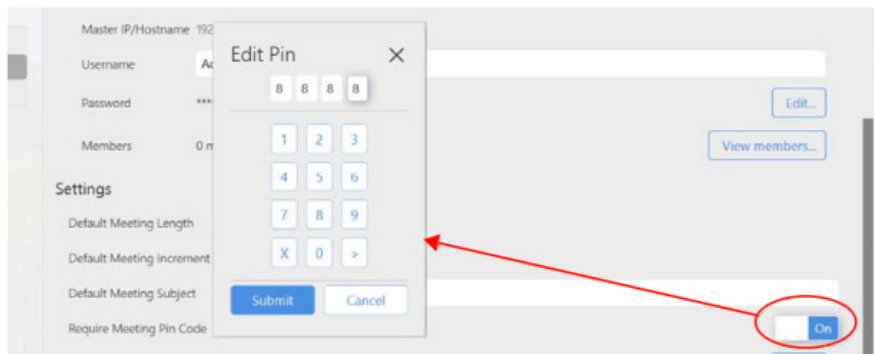 Master IP/Hostname 192
Username
Password ***
Edit...
Members 0
View members...
Settings
Default Meeting Length
Default Meeting Increment
Default Meeting Subject
Require Meeting Pin Code
On
Edit Pin X
8 8 8 8
1 2 3
4 5 6
7 8 9
X 0 >
Submit Cancel